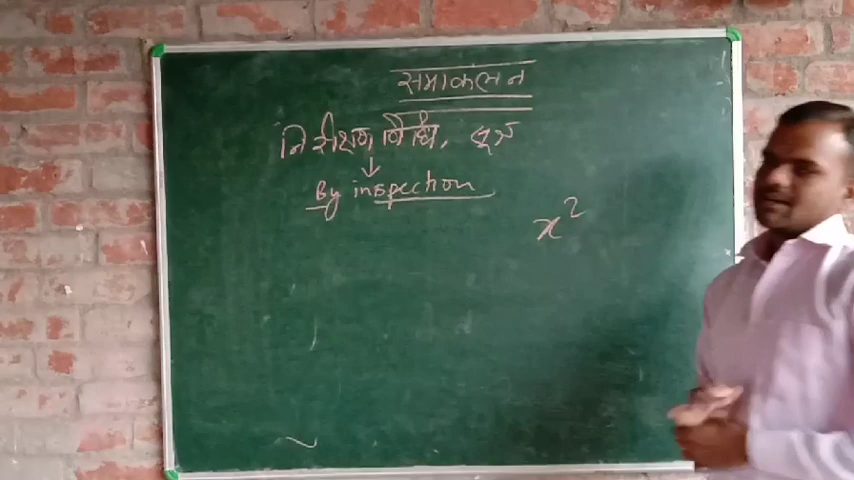 समाकलन
निरीक्षण विधि.
By inspection
x²